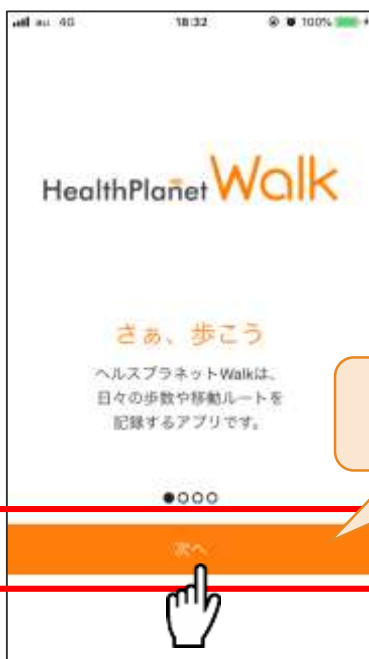 au 4G 18:32 100%
HealthPlanet Walk
さぁ、歩こう
ヘルスプラネットWalkは、
日々の歩数や移動ルートを
記録するアプリです。
次へ